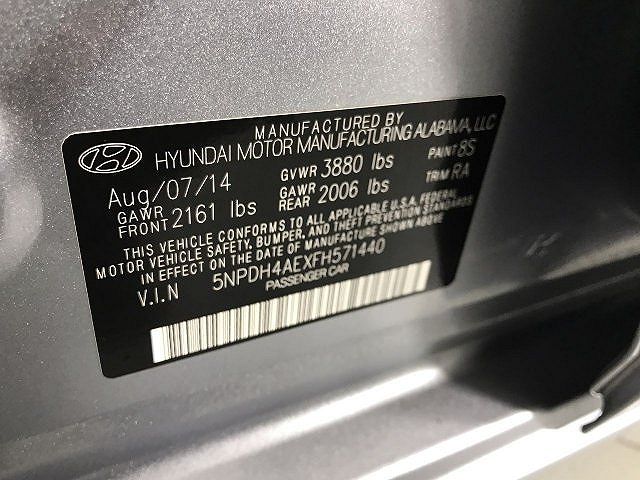 MANUFACTURED BY
HYUNDAI MOTOR MANUFACTURING ALABAMA, LLC
Aug/07/14 GVWR 3880 lbs PAINT 8S
GAWR FRONT 2161 lbs GAWR REAR 2006 lbs TRIM RA
THIS VEHICLE CONFORMS TO ALL APPLICABLE U.S.A. FEDERAL
MOTOR VEHICLE SAFETY, BUMPER, AND THEFT PREVENTION STANDARDS
IN EFFECT ON THE DATE OF MANUFACTURE SHOWN ABOVE.
V.I.N 5NPDH4AEXFH571440
PASSENGER CAR